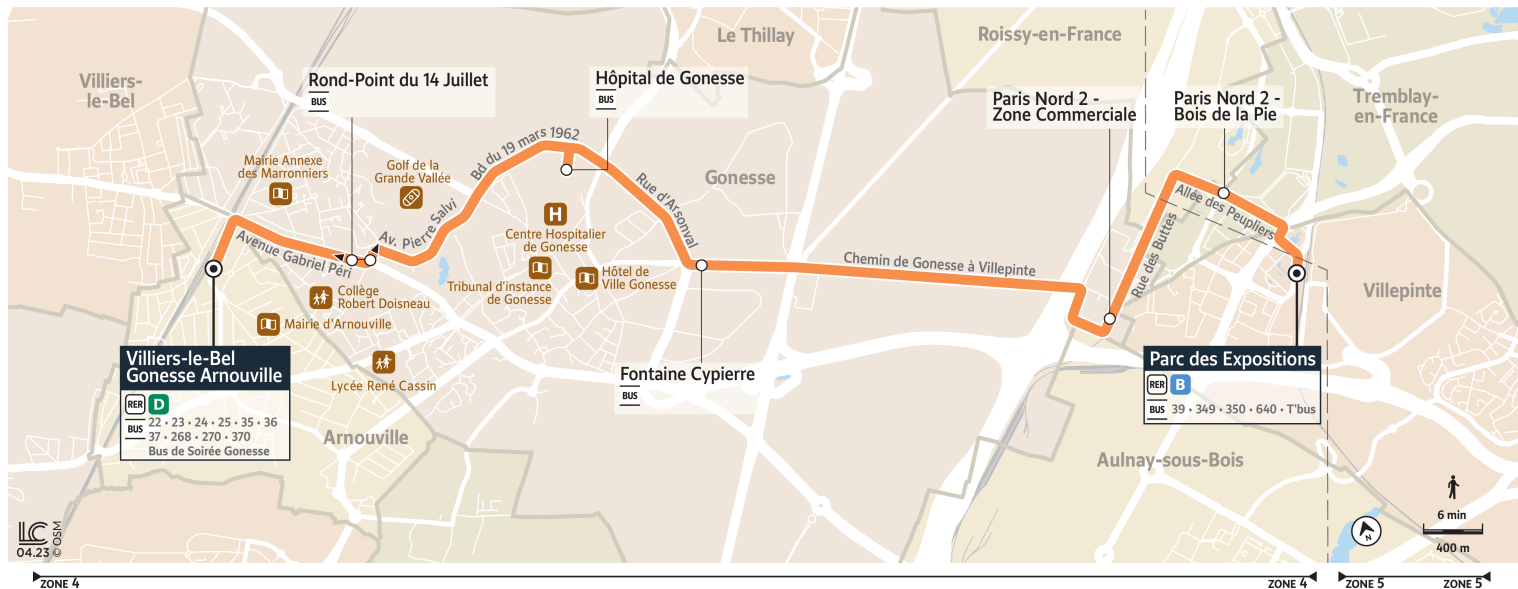 Villiers-
le-Bel
Rond-Point du 14 Juillet
BUS
Hôpital de Gonesse
BUS
Le Thillay
Roissy-en-France
Paris Nord 2 -
Zone Commerciale
Paris Nord 2 -
Bois de la Pie
Tremblay-
en-France
Mairie Annexe
des Marronniers
Golf de la
Grande Vallée
Bd du 19 mars 1962
Rue d'Arsonval
Gonesse
Av. Pierre Salvi
Avenue Gabriel Péri
H
Centre Hospitalier
de Gonesse
Tribunal d'instance
de Gonesse
Hôtel de
Ville Gonesse
Chemin de Gonesse à Villepinte
Rue des Buttes
Allée des Peupliers
Villepinte
Collège
Robert Doisneau
Mairie d'Arnouville
Lycée René Cassin
Villiers-le-Bel
Gonesse Arnouville
RER D
BUS
22 • 23 • 24 • 25 • 35 • 36
37 • 268 • 270 • 370
Bus de Soirée Gonesse
Arnouville
Fontaine Cypierre
BUS
Parc des Expositions
RER B
BUS 39 • 349 • 350 • 640 • T'bus
Aulnay-sous-Bois
LC
04.23 © OSM
N
6 min
400 m
ZONE 4
ZONE 4
ZONE 5
ZONE 5